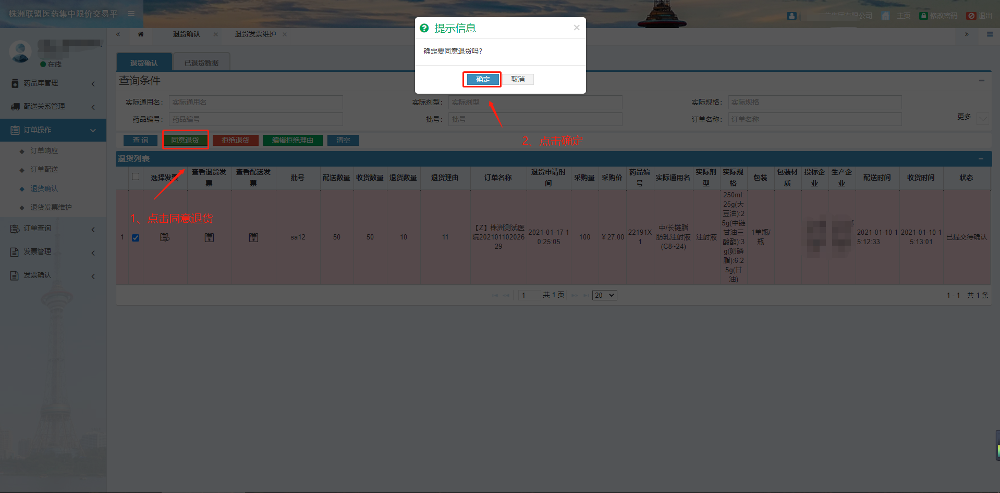 株洲联盟医药集中限价交易平
集团有限公司
主页
修改密码
退出
在线
药品库管理
配送关系管理
订单操作
订单响应
订单配送
退货确认
退货发票维护
订单查询
发票管理
发票确认
退货确认
退货发票维护
退货确认
已退货数据
提示信息
确定要同意退货吗?
确定
取消
查询条件
实际通用名: 实际通用名
实际剂型: 实际剂型
实际规格: 实际规格
药品编号: 药品编号
批号: 批号
订单名称: 订单名称
更多
查 询
同意退货
拒绝退货
编辑拒绝理由
清空
2、点击确定
退货列表
选择发票
查看退货发票
查看配送发票
批号
配送数量
收货数量
退货数量
退货理由
订单名称
退货申请时间
采购量
采购价
药品编号
实际通用名
实际剂型
实际规格
包装
包装材质
投标企业
生产企业
配送时间
收货时间
状态
1、点击同意退货
1
sa12
50
50
10
11
【Z】株洲测试医
院202101102026
29
2021-01-17 1
0:25:05
100
￥27.00
22191X
1
中/长链脂
肪乳注射液
(C8~24)
注射液
250ml:
25g(大
豆油):2
5g(中链
甘油三
酸酯):3
g(卵磷
脂):6.2
5g(甘
油)
1单瓶/
瓶
2021-01-10 1
5:12:33
2021-01-10 1
5:13:01
已提交待确认
1 共 1 页 20
1 - 1 共 1 条